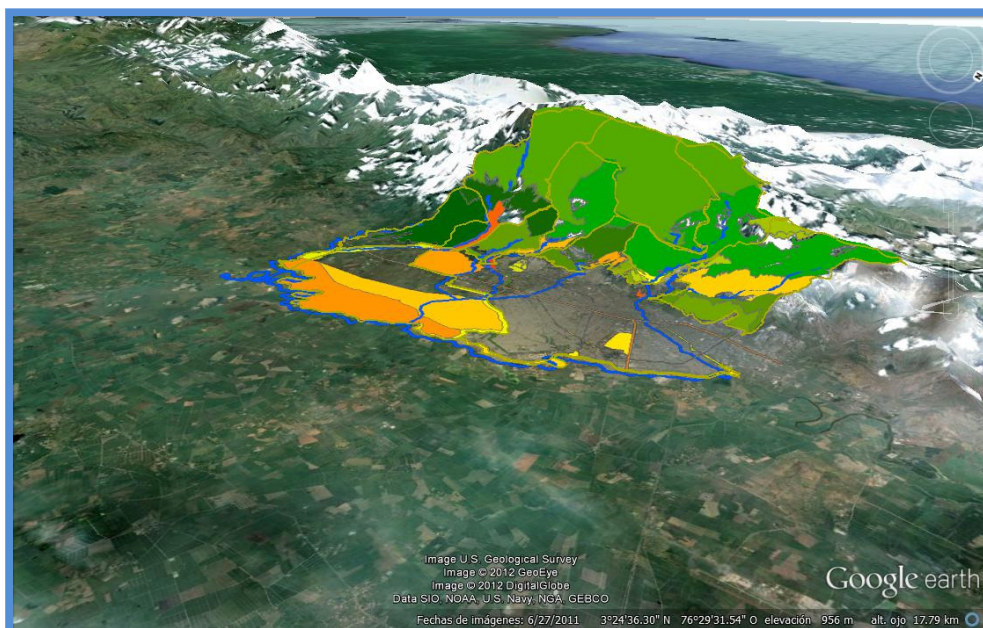 N
Image U.S. Geological Survey
Image © 2012 GeoEye
Image © 2012 DigitalGlobe
Data SIO, NOAA, U.S. Navy, NGA, GEBCO
Google earth
Fechas de imágenes: 6/27/2011 3°24'36.30" N 76°29'31.54" O elevación 956 m alt. ojo 17.79 km